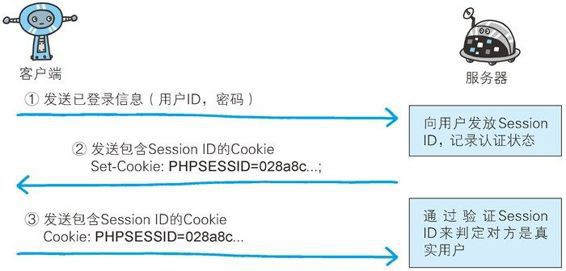 客户端
服务器
① 发送已登录信息（用户ID，密码）
向用户发放Session
ID，记录认证状态
② 发送包含Session ID的Cookie
Set-Cookie: PHPSESSID=028a8c…;
③ 发送包含Session ID的Cookie
Cookie: PHPSESSID=028a8c…
通过验证Session
ID来判定对方是真
实用户